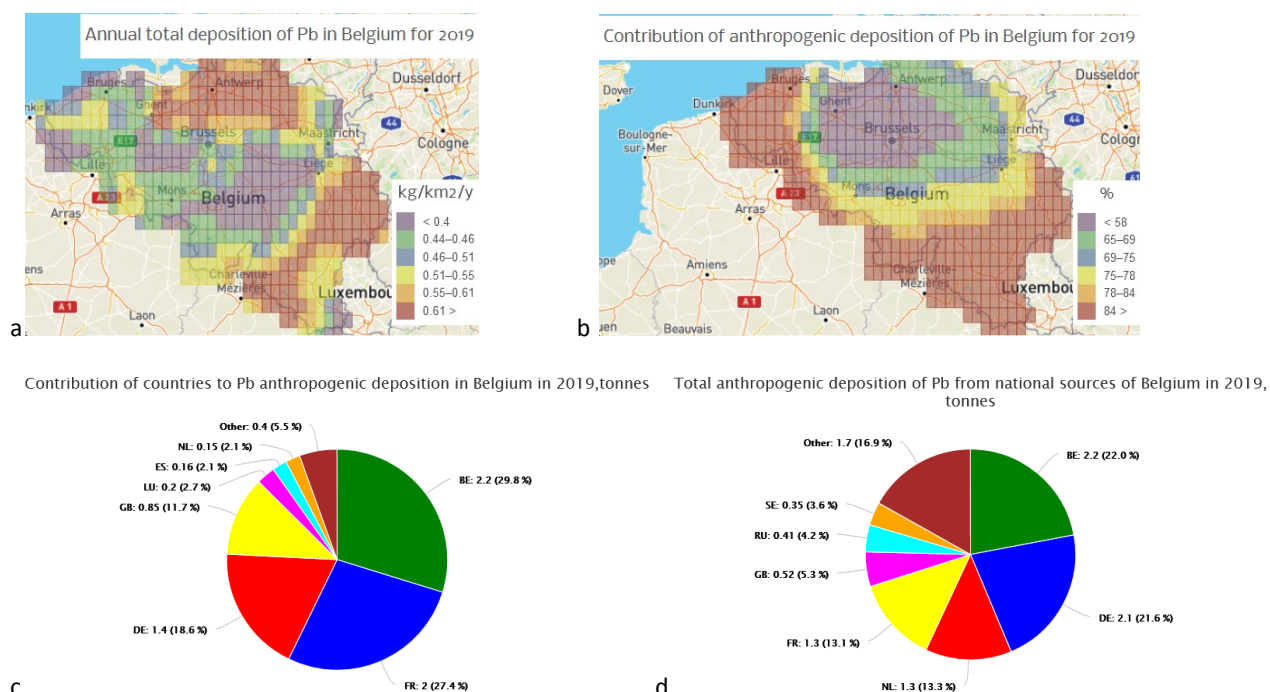 Annual total deposition of Pb in Belgium for 2019
Bruges
Antwerp
Dusseldorf
nkirk
Ghent
44
E17
Brussels
Maastricht
Cologne
Lille
Liege
Mons
Belgium
Arras
kg/km2/y
< 0.4
0.44–0.46
0.46–0.51
0.51–0.55
0.55–0.61
0.61 >
ens
Charleville-
Mézières
Luxembou
A 1
Laon
a
Contribution of anthropogenic deposition of Pb in Belgium for 2019
Dover
Bruges
Antwerp
Dusseldor
Dunkirk
Ghent
44
Boulogne-
sur-Mer
E17
Brussels
Maastricht
Cologn
Lille
Liege
Mons
Belgium
Arras
%
< 58
65–69
69–75
75–78
78–84
84 >
ope
Amiens
Charleville-
Mézières
Luxembou
A 1
Laon
uen
Beauvais
b
Contribution of countries to Pb anthropogenic deposition in Belgium in 2019,tonnes
Other: 0.4 (5.5 %)
NL: 0.15 (2.1 %)
ES: 0.16 (2.1 %)
LU: 0.2 (2.7 %)
GB: 0.85 (11.7 %)
BE: 2.2 (29.8 %)
DE: 1.4 (18.6 %)
FR: 2 (27.4 %)
c
Total anthropogenic deposition of Pb from national sources of Belgium in 2019,
tonnes
Other: 1.7 (16.9 %)
BE: 2.2 (22.0 %)
SE: 0.35 (3.6 %)
RU: 0.41 (4.2 %)
GB: 0.52 (5.3 %)
DE: 2.1 (21.6 %)
FR: 1.3 (13.1 %)
NL: 1.3 (13.3 %)
d